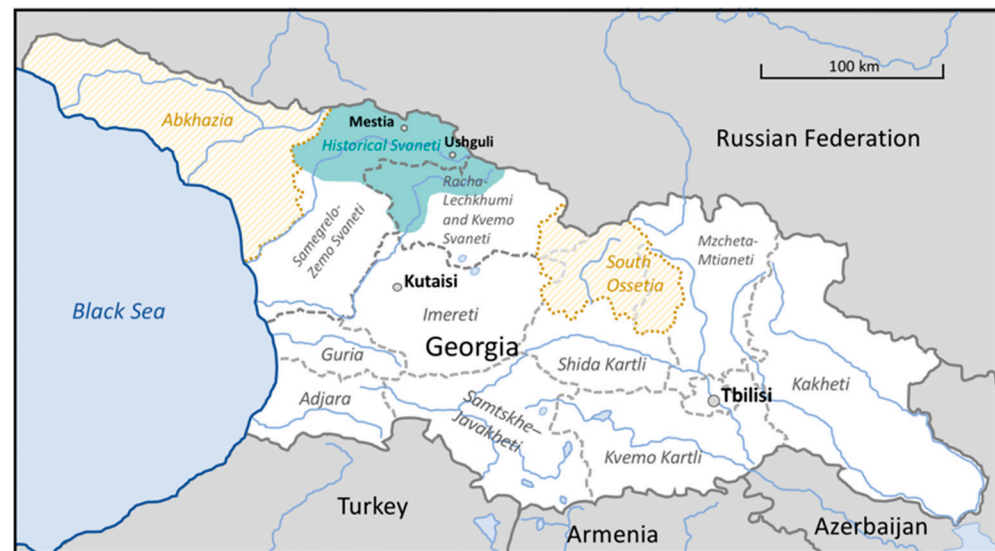 100 km
Russian Federation
Abkhazia
Mestia
Historical Svaneti
Ushguli
Racha-
Lechkhumi
and Kvemo
Svaneti
Samegrelo-
Zemo Svaneti
Mzcheta-
Mtianeti
South
Ossetia
Kutaisi
Black Sea
Imereti
Georgia
Guria
Shida Kartli
Kakheti
Tbilisi
Adjara
Samtskhe–
Javakheti
Kvemo Kartli
Turkey
Armenia
Azerbaijan